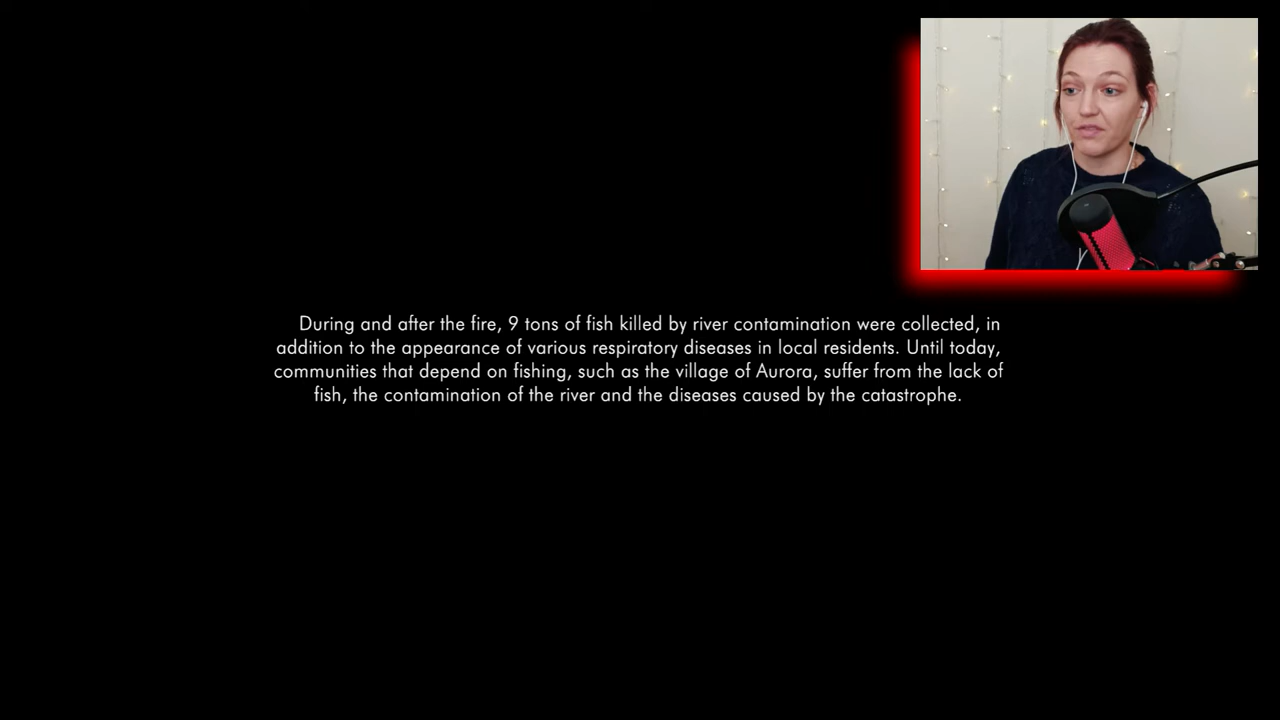 During and after the fire, 9 tons of fish killed by river contamination were collected, in
addition to the appearance of various respiratory diseases in local residents. Until today,
communities that depend on fishing, such as the village of Aurora, suffer from the lack of
fish, the contamination of the river and the diseases caused by the catastrophe.